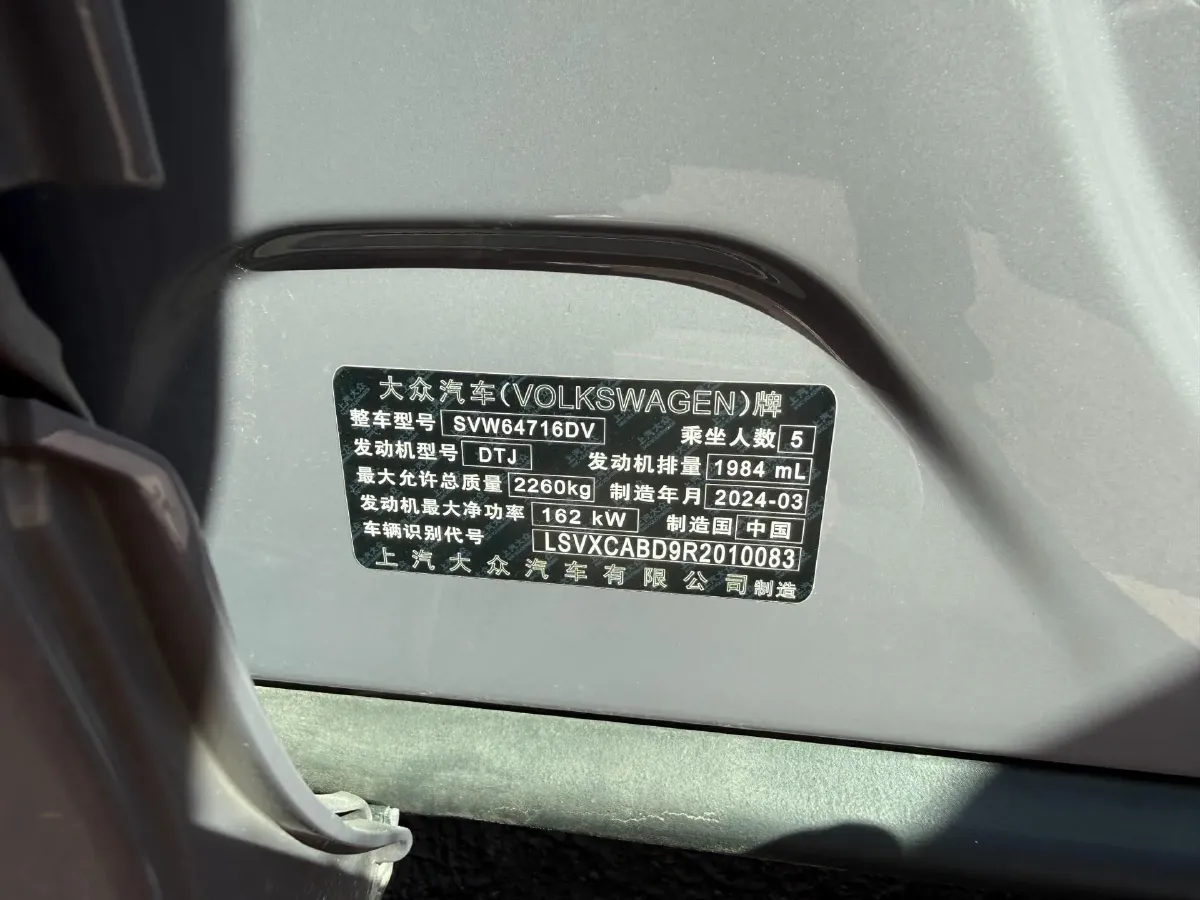 大众汽车(VOLKSWAGEN)牌
整车型号 SVW64716DV 乘坐人数 5
发动机型号 DTJ 发动机排量 1984 mL
最大允许总质量 2260kg 制造年月 2024-03
发动机最大净功率 162 kW 制造国 中国
车辆识别代号 LSVXCABD9R2010083
上汽大众汽车有限公司制造